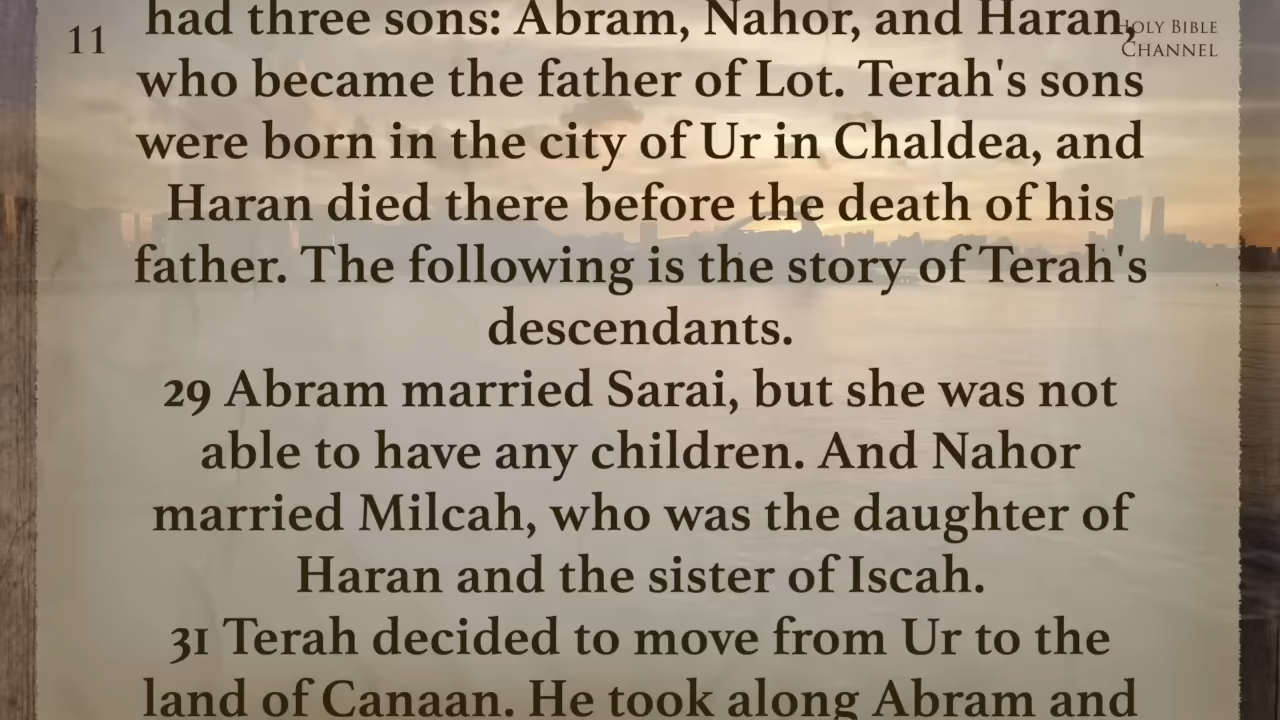 11
HOLY BIBLE
CHANNEL
had three sons: Abram, Nahor, and Haran,
who became the father of Lot. Terah's sons
were born in the city of Ur in Chaldea, and
Haran died there before the death of his
father. The following is the story of Terah's
descendants.
29 Abram married Sarai, but she was not
able to have any children. And Nahor
married Milcah, who was the daughter of
Haran and the sister of Iscah.
31 Terah decided to move from Ur to the
land of Canaan. He took along Abram and